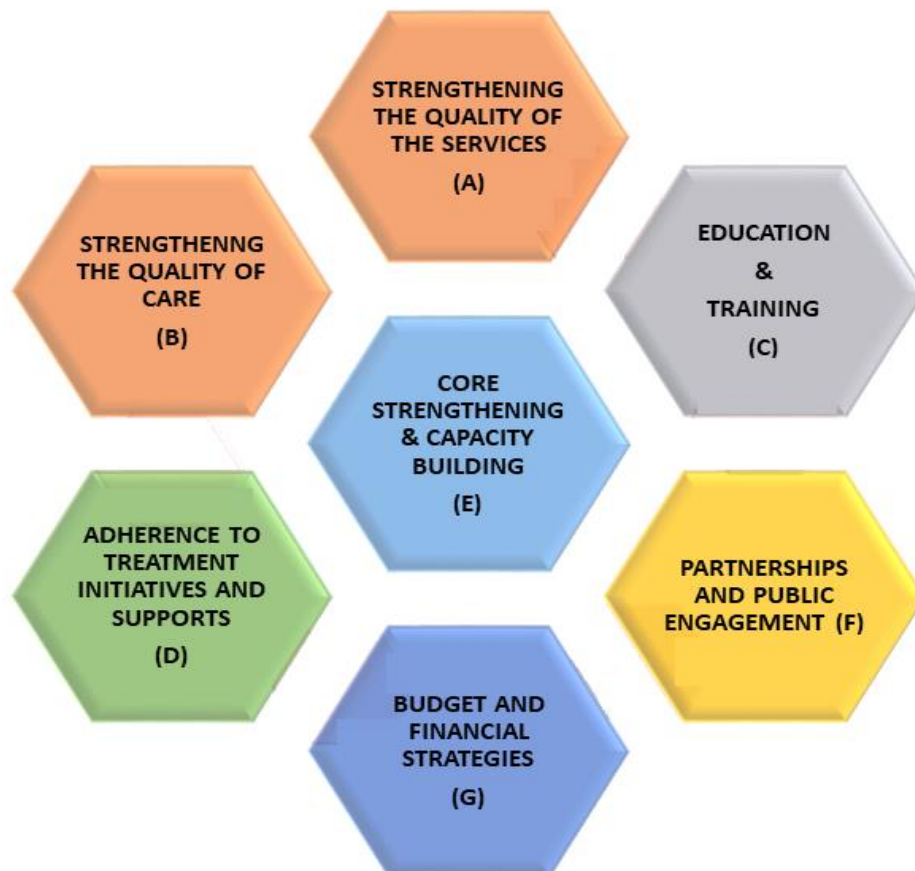 STRENGTHENING
THE QUALITY OF
THE SERVICES
(A)
STRENGTHENNG
THE QUALITY OF
CARE
(B)
EDUCATION
&
TRAINING
(C)
CORE
STRENGTHENING
& CAPACITY
BUILDING
(E)
ADHERENCE TO
TREATMENT
INITIATIVES AND
SUPPORTS
(D)
PARTNERSHIPS
AND PUBLIC
ENGAGEMENT (F)
BUDGET AND
FINANCIAL
STRATEGIES
(G)